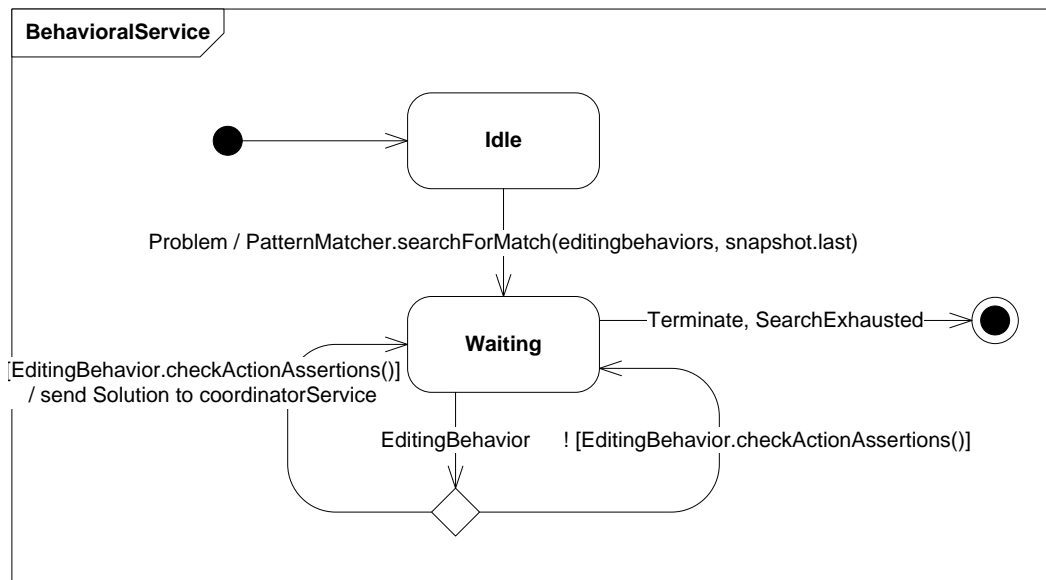 BehavioralService
Idle
Problem / PatternMatcher.searchForMatch(editingbehaviors, snapshot.last)
Waiting
Terminate, SearchExhausted
[EditingBehavior.checkActionAssertions()]
/ send Solution to coordinatorService
EditingBehavior
! [EditingBehavior.checkActionAssertions()]